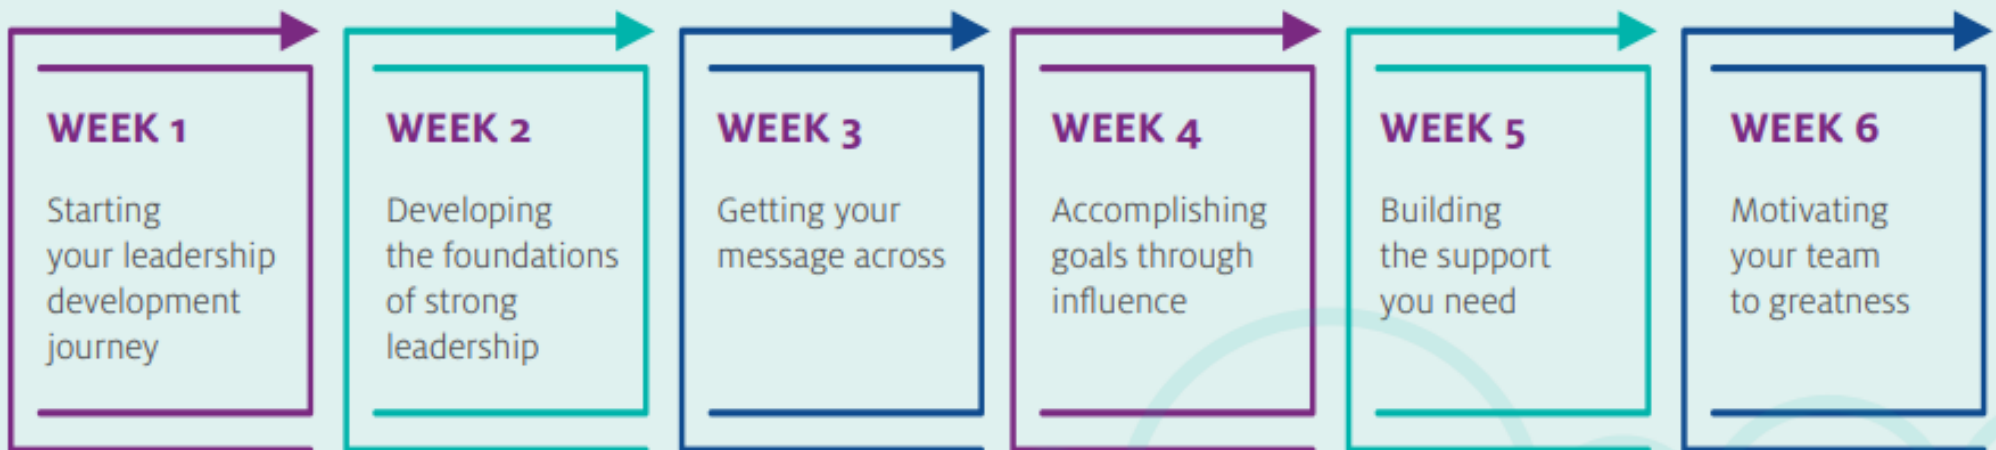 WEEK 1
Starting
your leadership
development
journey
WEEK 2
Developing
the foundations
of strong
leadership
WEEK 3
Getting your
message across
WEEK 4
Accomplishing
goals through
influence
WEEK 5
Building
the support
you need
WEEK 6
Motivating
your team
to greatness